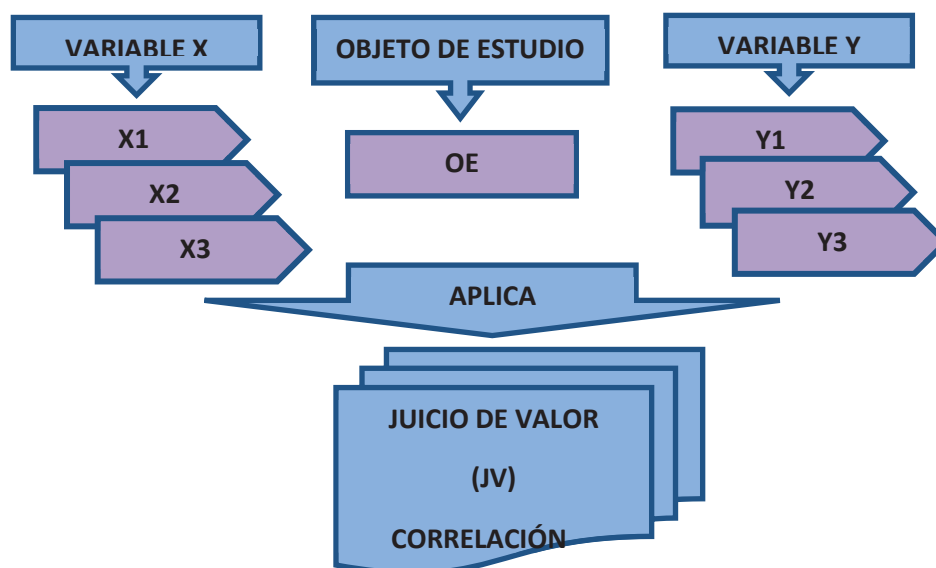 VARIABLE X
OBJETO DE ESTUDIO
VARIABLE Y
X1
X2
X3
OE
Y1
Y2
Y3
APLICA
JUICIO DE VALOR
(JV)
CORRELACIÓN